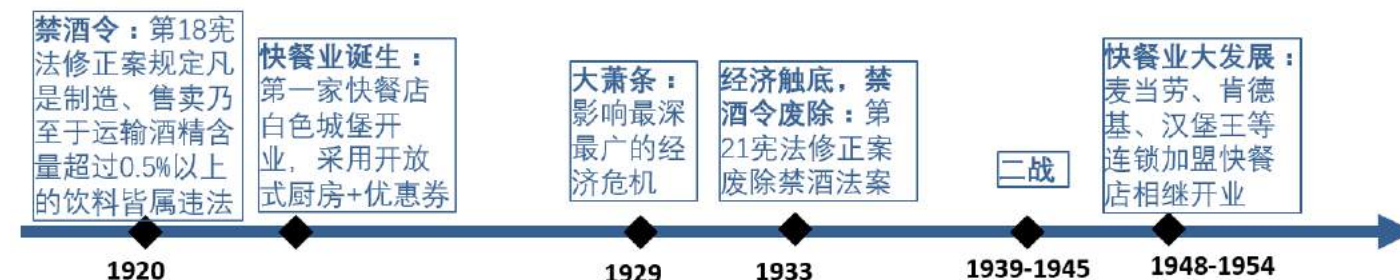 禁酒令：第18宪
法修正案规定凡
是制造、售卖乃
至于运输酒精含
量超过0.5%以上
的饮料皆属违法
快餐业诞生：
第一家快餐店
白色城堡开
业，采用开放
式厨房+优惠券
大萧条：
影响最深
最广的经
济危机
经济触底，禁
酒令废除：第
21宪法修正案
废除禁酒法案
二战
快餐业大发展：
麦当劳、肯德
基、汉堡王等
连锁加盟快餐
店相继开业
1920
1929
1933
1939-1945
1948-1954